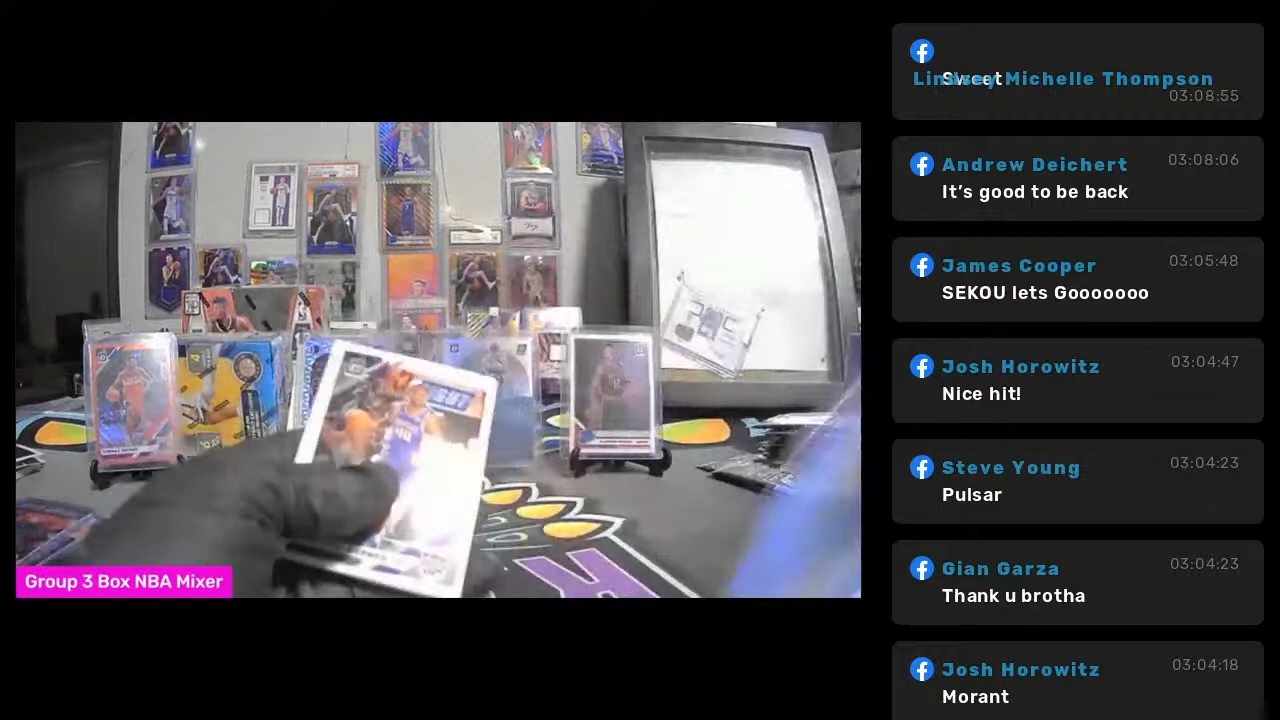 Sweet
Lindsey Michelle Thompson
03:08:55
Andrew Deichert
03:08:06
It’s good to be back
James Cooper
03:05:48
SEKOU lets Gooooooo
Josh Horowitz
03:04:47
Nice hit!
Steve Young
03:04:23
Pulsar
Gian Garza
03:04:23
Thank u brotha
Josh Horowitz
03:04:18
Morant
Group 3 Box NBA Mixer